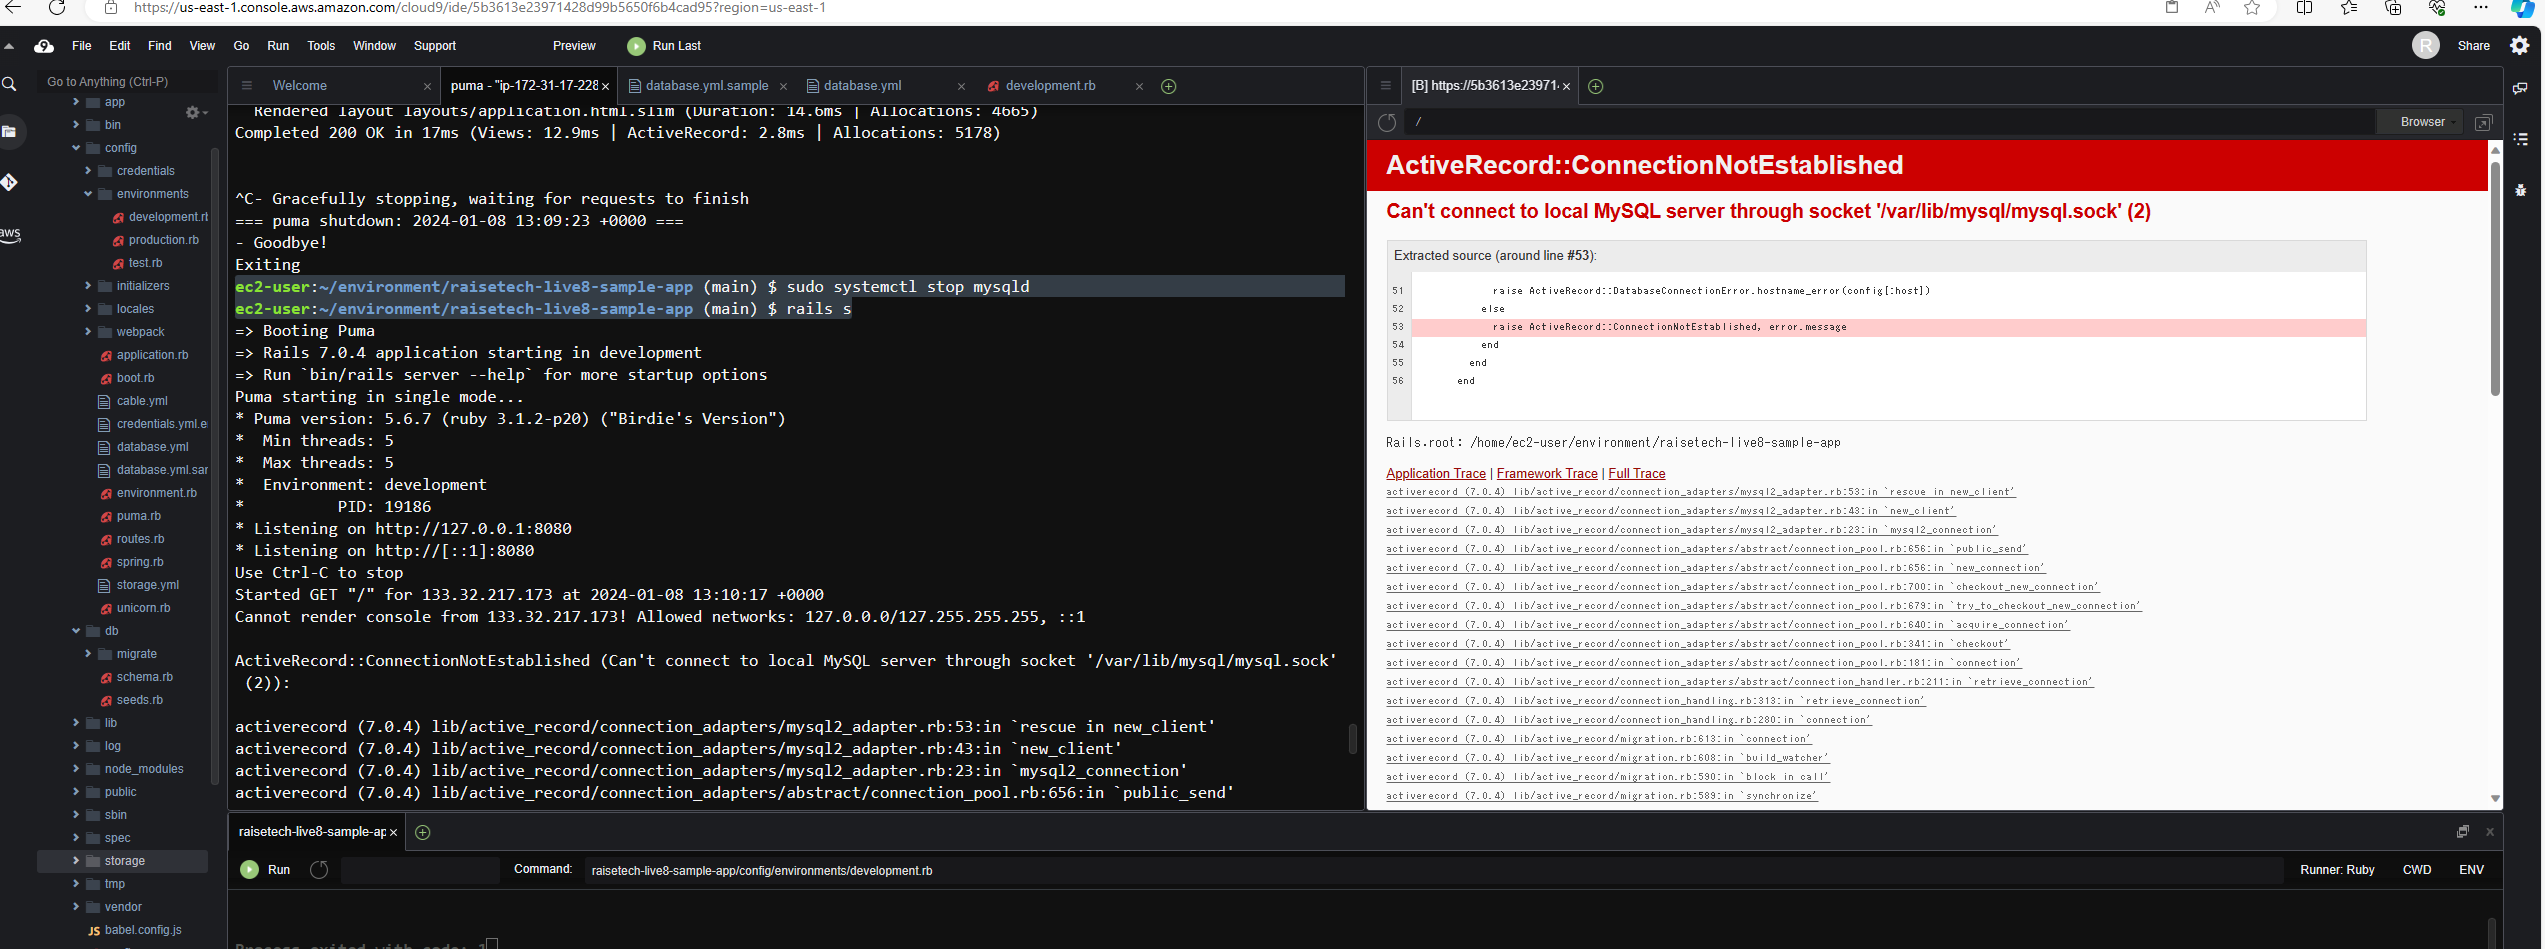 https://us-east-1.console.aws.amazon.com/cloud9/ide/5b3613e23971428d99b5650f6b4cad95?region=us-east-1
File Edit Find View Go Run Tools Window Support Preview Run Last R Share
Go to Anything (Ctrl-P)
app
bin
config
credentials
environments
development.rb
production.rb
test.rb
initializers
locales
webpack
application.rb
boot.rb
cable.yml
credentials.yml.e
database.yml
database.yml.sar
environment.rb
puma.rb
routes.rb
spring.rb
storage.yml
unicorn.rb
db
migrate
schema.rb
seeds.rb
lib
log
node_modules
public
sbin
spec
storage
tmp
vendor
JS babel.config.js
aws
Welcome
puma - "ip-172-31-17-228
database.yml.sample
database.yml
development.rb
Rendered layout layouts/application.html.slim (Duration: 14.6ms | Allocations: 4665)
Completed 200 OK in 17ms (Views: 12.9ms | ActiveRecord: 2.8ms | Allocations: 5178)
^C- Gracefully stopping, waiting for requests to finish
=== puma shutdown: 2024-01-08 13:09:23 +0000 ===
- Goodbye!
Exiting
ec2-user:~/environment/raisetech-live8-sample-app (main) $ sudo systemctl stop mysqld
ec2-user:~/environment/raisetech-live8-sample-app (main) $ rails s
=> Booting Puma
=> Rails 7.0.4 application starting in development
=> Run `bin/rails server --help` for more startup options
Puma starting in single mode...
* Puma version: 5.6.7 (ruby 3.1.2-p20) ("Birdie's Version")
*  Min threads: 5
*  Max threads: 5
*  Environment: development
*          PID: 19186
* Listening on http://127.0.0.1:8080
* Listening on http://[::1]:8080
Use Ctrl-C to stop
Started GET "/" for 133.32.217.173 at 2024-01-08 13:10:17 +0000
Cannot render console from 133.32.217.173! Allowed networks: 127.0.0.0/127.255.255.255, ::1
ActiveRecord::ConnectionNotEstablished (Can't connect to local MySQL server through socket '/var/lib/mysql/mysql.sock'
(2)):
activerecord (7.0.4) lib/active_record/connection_adapters/mysql2_adapter.rb:53:in `rescue in new_client'
activerecord (7.0.4) lib/active_record/connection_adapters/mysql2_adapter.rb:43:in `new_client'
activerecord (7.0.4) lib/active_record/connection_adapters/mysql2_adapter.rb:23:in `mysql2_connection'
activerecord (7.0.4) lib/active_record/connection_adapters/abstract/connection_pool.rb:656:in `public_send'
[B] https://5b3613e23971
/
Browser
ActiveRecord::ConnectionNotEstablished
Can't connect to local MySQL server through socket '/var/lib/mysql/mysql.sock' (2)
Extracted source (around line #53):
51 raise ActiveRecord::DatabaseConnectionError.hostname_error(config[:host])
52 else
53 raise ActiveRecord::ConnectionNotEstablished, error.message
54 end
55 end
56 end
Rails.root: /home/ec2-user/environment/raisetech-live8-sample-app
Application Trace | Framework Trace | Full Trace
activerecord (7.0.4) lib/active_record/connection_adapters/mysql2_adapter.rb:53:in `rescue in new_client'
activerecord (7.0.4) lib/active_record/connection_adapters/mysql2_adapter.rb:43:in `new_client'
activerecord (7.0.4) lib/active_record/connection_adapters/mysql2_adapter.rb:23:in `mysql2_connection'
activerecord (7.0.4) lib/active_record/connection_adapters/abstract/connection_pool.rb:656:in `public_send'
activerecord (7.0.4) lib/active_record/connection_adapters/abstract/connection_pool.rb:656:in `new_connection'
activerecord (7.0.4) lib/active_record/connection_adapters/abstract/connection_pool.rb:700:in `checkout_new_connection'
activerecord (7.0.4) lib/active_record/connection_adapters/abstract/connection_pool.rb:679:in `try_to_checkout_new_connection'
activerecord (7.0.4) lib/active_record/connection_adapters/abstract/connection_pool.rb:640:in `acquire_connection'
activerecord (7.0.4) lib/active_record/connection_adapters/abstract/connection_pool.rb:341:in `checkout'
activerecord (7.0.4) lib/active_record/connection_adapters/abstract/connection_pool.rb:181:in `connection'
activerecord (7.0.4) lib/active_record/connection_adapters/abstract/connection_handler.rb:211:in `retrieve_connection'
activerecord (7.0.4) lib/active_record/connection_handling.rb:313:in `retrieve_connection'
activerecord (7.0.4) lib/active_record/connection_handling.rb:280:in `connection'
activerecord (7.0.4) lib/active_record/migration.rb:613:in `connection'
activerecord (7.0.4) lib/active_record/migration.rb:608:in `build_watcher'
activerecord (7.0.4) lib/active_record/migration.rb:590:in `block in call'
activerecord (7.0.4) lib/active_record/migration.rb:589:in `synchronize'
raisetech-live8-sample-ap
Run Command: raisetech-live8-sample-app/config/environments/development.rb Runner: Ruby CWD ENV
Process exited with code: 1